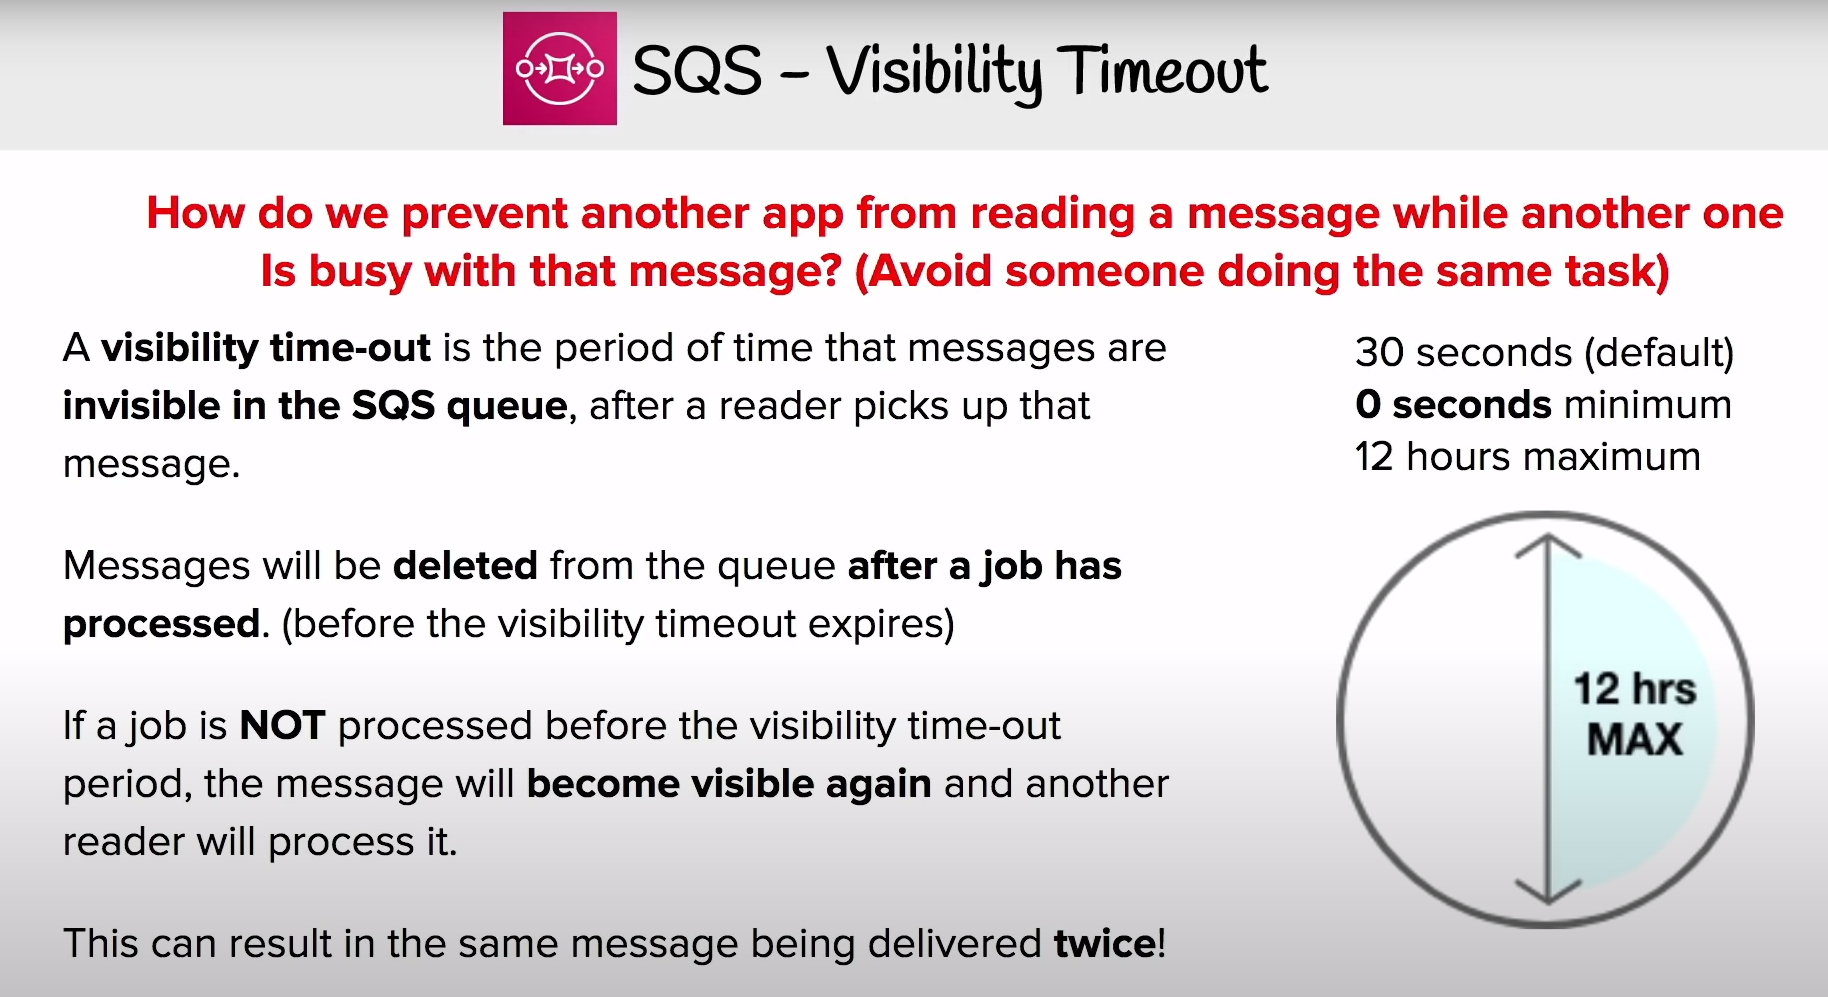 SQS – Visibility Timeout
How do we prevent another app from reading a message while another one
Is busy with that message? (Avoid someone doing the same task)
A visibility time-out is the period of time that messages are
invisible in the SQS queue, after a reader picks up that
message.
Messages will be deleted from the queue after a job has
processed. (before the visibility timeout expires)
If a job is NOT processed before the visibility time-out
period, the message will become visible again and another
reader will process it.
This can result in the same message being delivered twice!
30 seconds (default)
0 seconds minimum
12 hours maximum
12 hrs
MAX